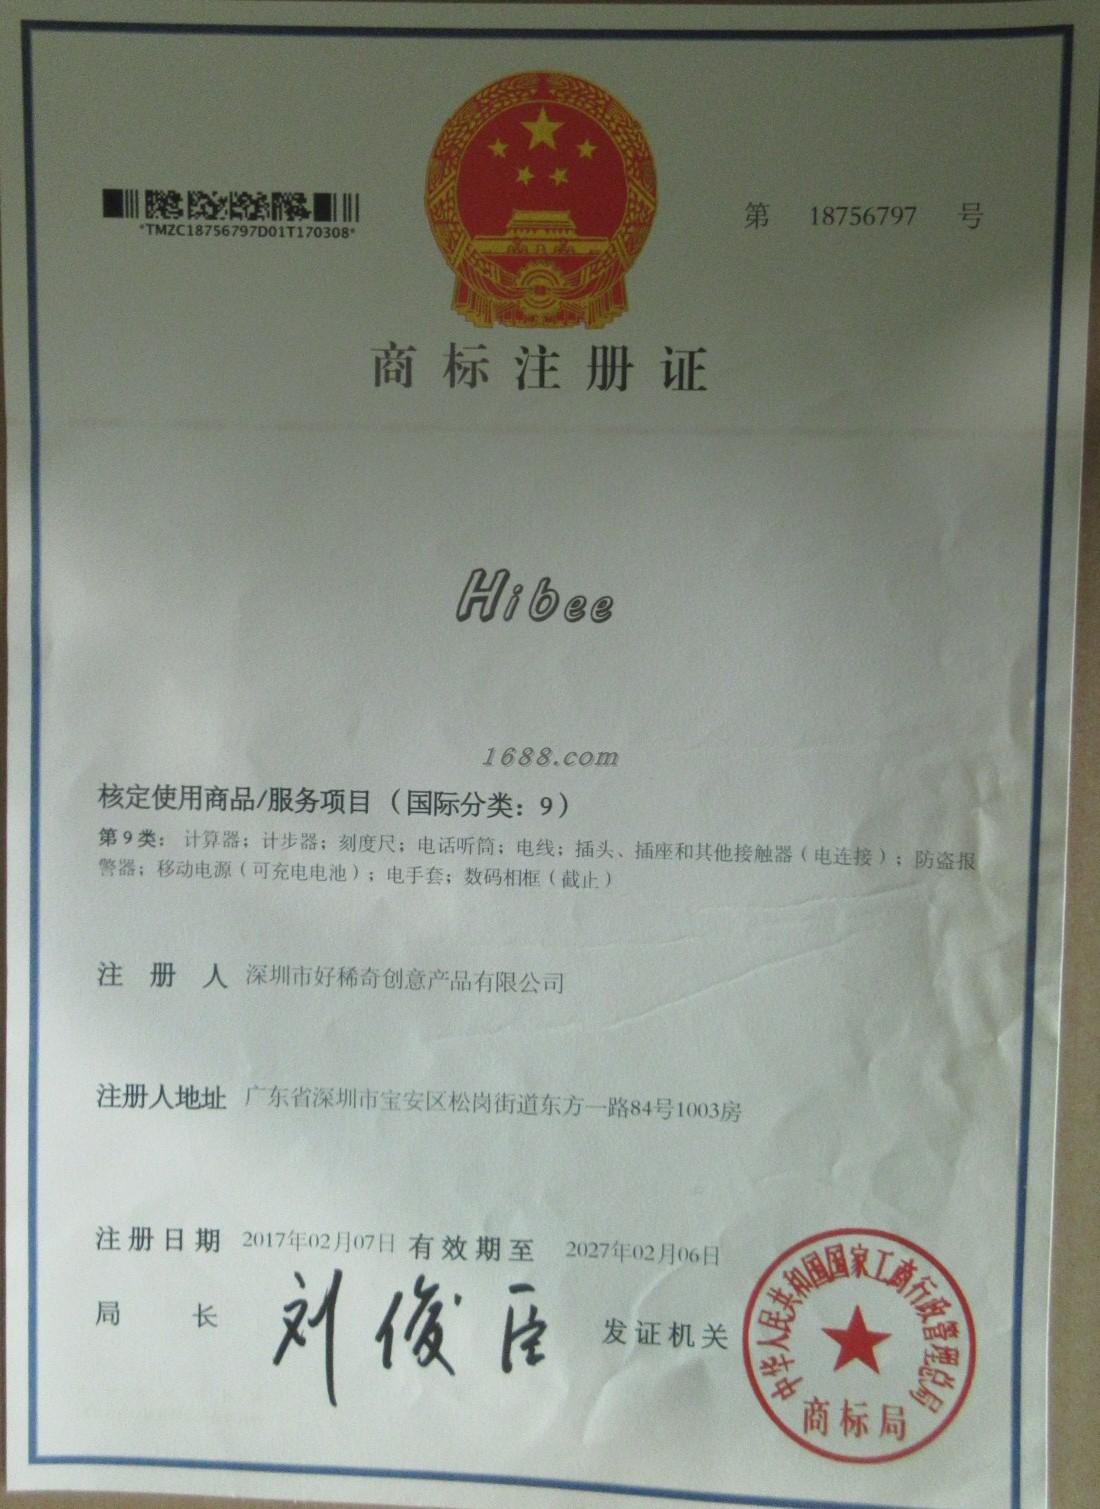 *TMZC18756797D01T170308*
第 18756797 号
商标注册证
Hibee
1688.com
核定使用商品/服务项目（国际分类：9）
第9类：计算器；计步器；刻度尺；电话听筒；电线；插头、插座和其他接触器（电连接）；防盗报
警器；移动电源（可充电电池）；电手套；数码相框（截止）
注册人 深圳市好稀奇创意产品有限公司
注册人地址 广东省深圳市宝安区松岗街道东方一路84号1003房
注册日期 2017年02月07日 有效期至 2027年02月06日
局长 刘俊臣 发证机关
中华人民共和国国家工商行政管理总局
商标局